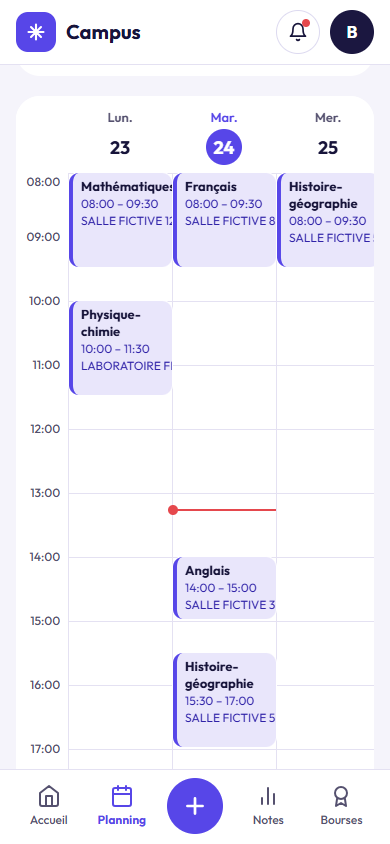 Campus
B
Lun.
23
Mar.
24
Mer.
25
08:00
09:00
10:00
11:00
12:00
13:00
14:00
15:00
16:00
17:00
Mathématiques
08:00 – 09:30
SALLE FICTIVE 12
Physique-
chimie
10:00 – 11:30
LABORATOIRE
Français
08:00 – 09:30
SALLE FICTIVE 8
Anglais
14:00 – 15:00
SALLE FICTIVE 3
Histoire-
géographie
15:30 – 17:00
SALLE FICTIVE 5
Histoire-
géographie
08:00 – 09:30
SALLE FICTIVE
Accueil
Planning
Notes
Bourses